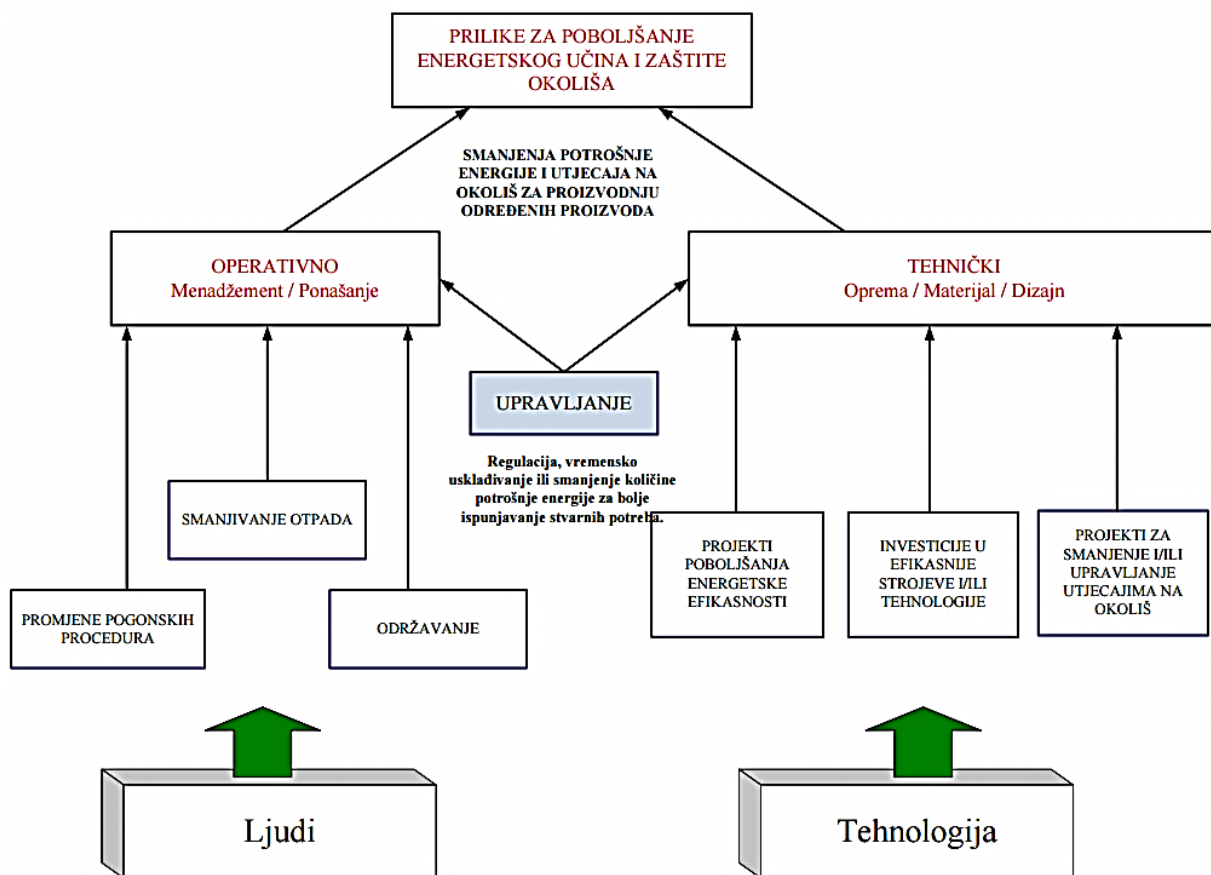 PRILIKE ZA POBOLJŠANJE
ENERGETSKOG UČINA I ZAŠTITE
OKOLIŠA
SMANJENJA POTROŠNJE
ENERGIJE I UTJECAJA NA
OKOLIŠ ZA PROIZVODNJU
ODREĐENIH PROIZVODA
OPERATIVNO
Menadžment / Ponašanje
TEHNIČKI
Oprema / Materijal / Dizajn
UPRAVLJANJE
Regulacija, vremensko
usklađivanje ili smanjenje količine
potrošnje energije za bolje
ispunjavanje stvarnih potreba.
SMANJIVANJE OTPADA
PROMJENE POGONSKIH
PROCEDURA
ODRŽAVANJE
PROJEKTI
POBOLJŠANJA
ENERGETSKE
EFIKASNOSTI
INVESTICIJE U
EFIKASNIJE
STROJEVE I/ILI
TEHNOLOGIJE
PROJEKTI ZA
SMANJENJE I/ILI
UPRAVLJANJE
UTJECAJIMA NA
OKOLIŠ
Ljudi
Tehnologija